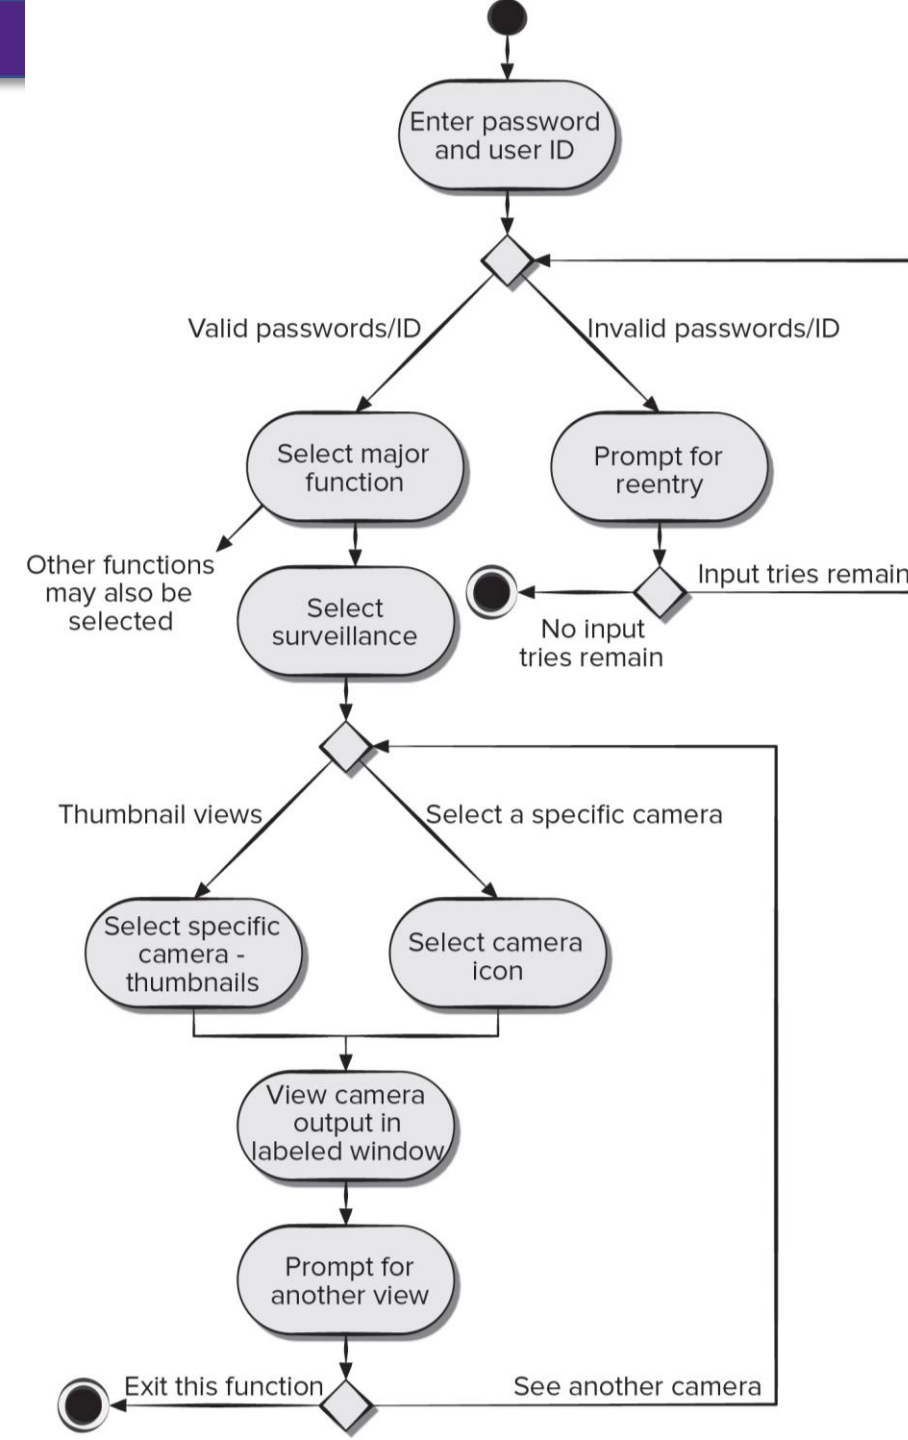 Enter password
and user ID
Valid passwords/ID
Invalid passwords/ID
Select major
function
Prompt for
reentry
Other functions
may also be
selected
Select
surveillance
Input tries remain
No input
tries remain
Thumbnail views
Select a specific camera
Select specific
camera -
thumbnails
Select camera
icon
View camera
output in
labeled window
Prompt for
another view
Exit this function
See another camera